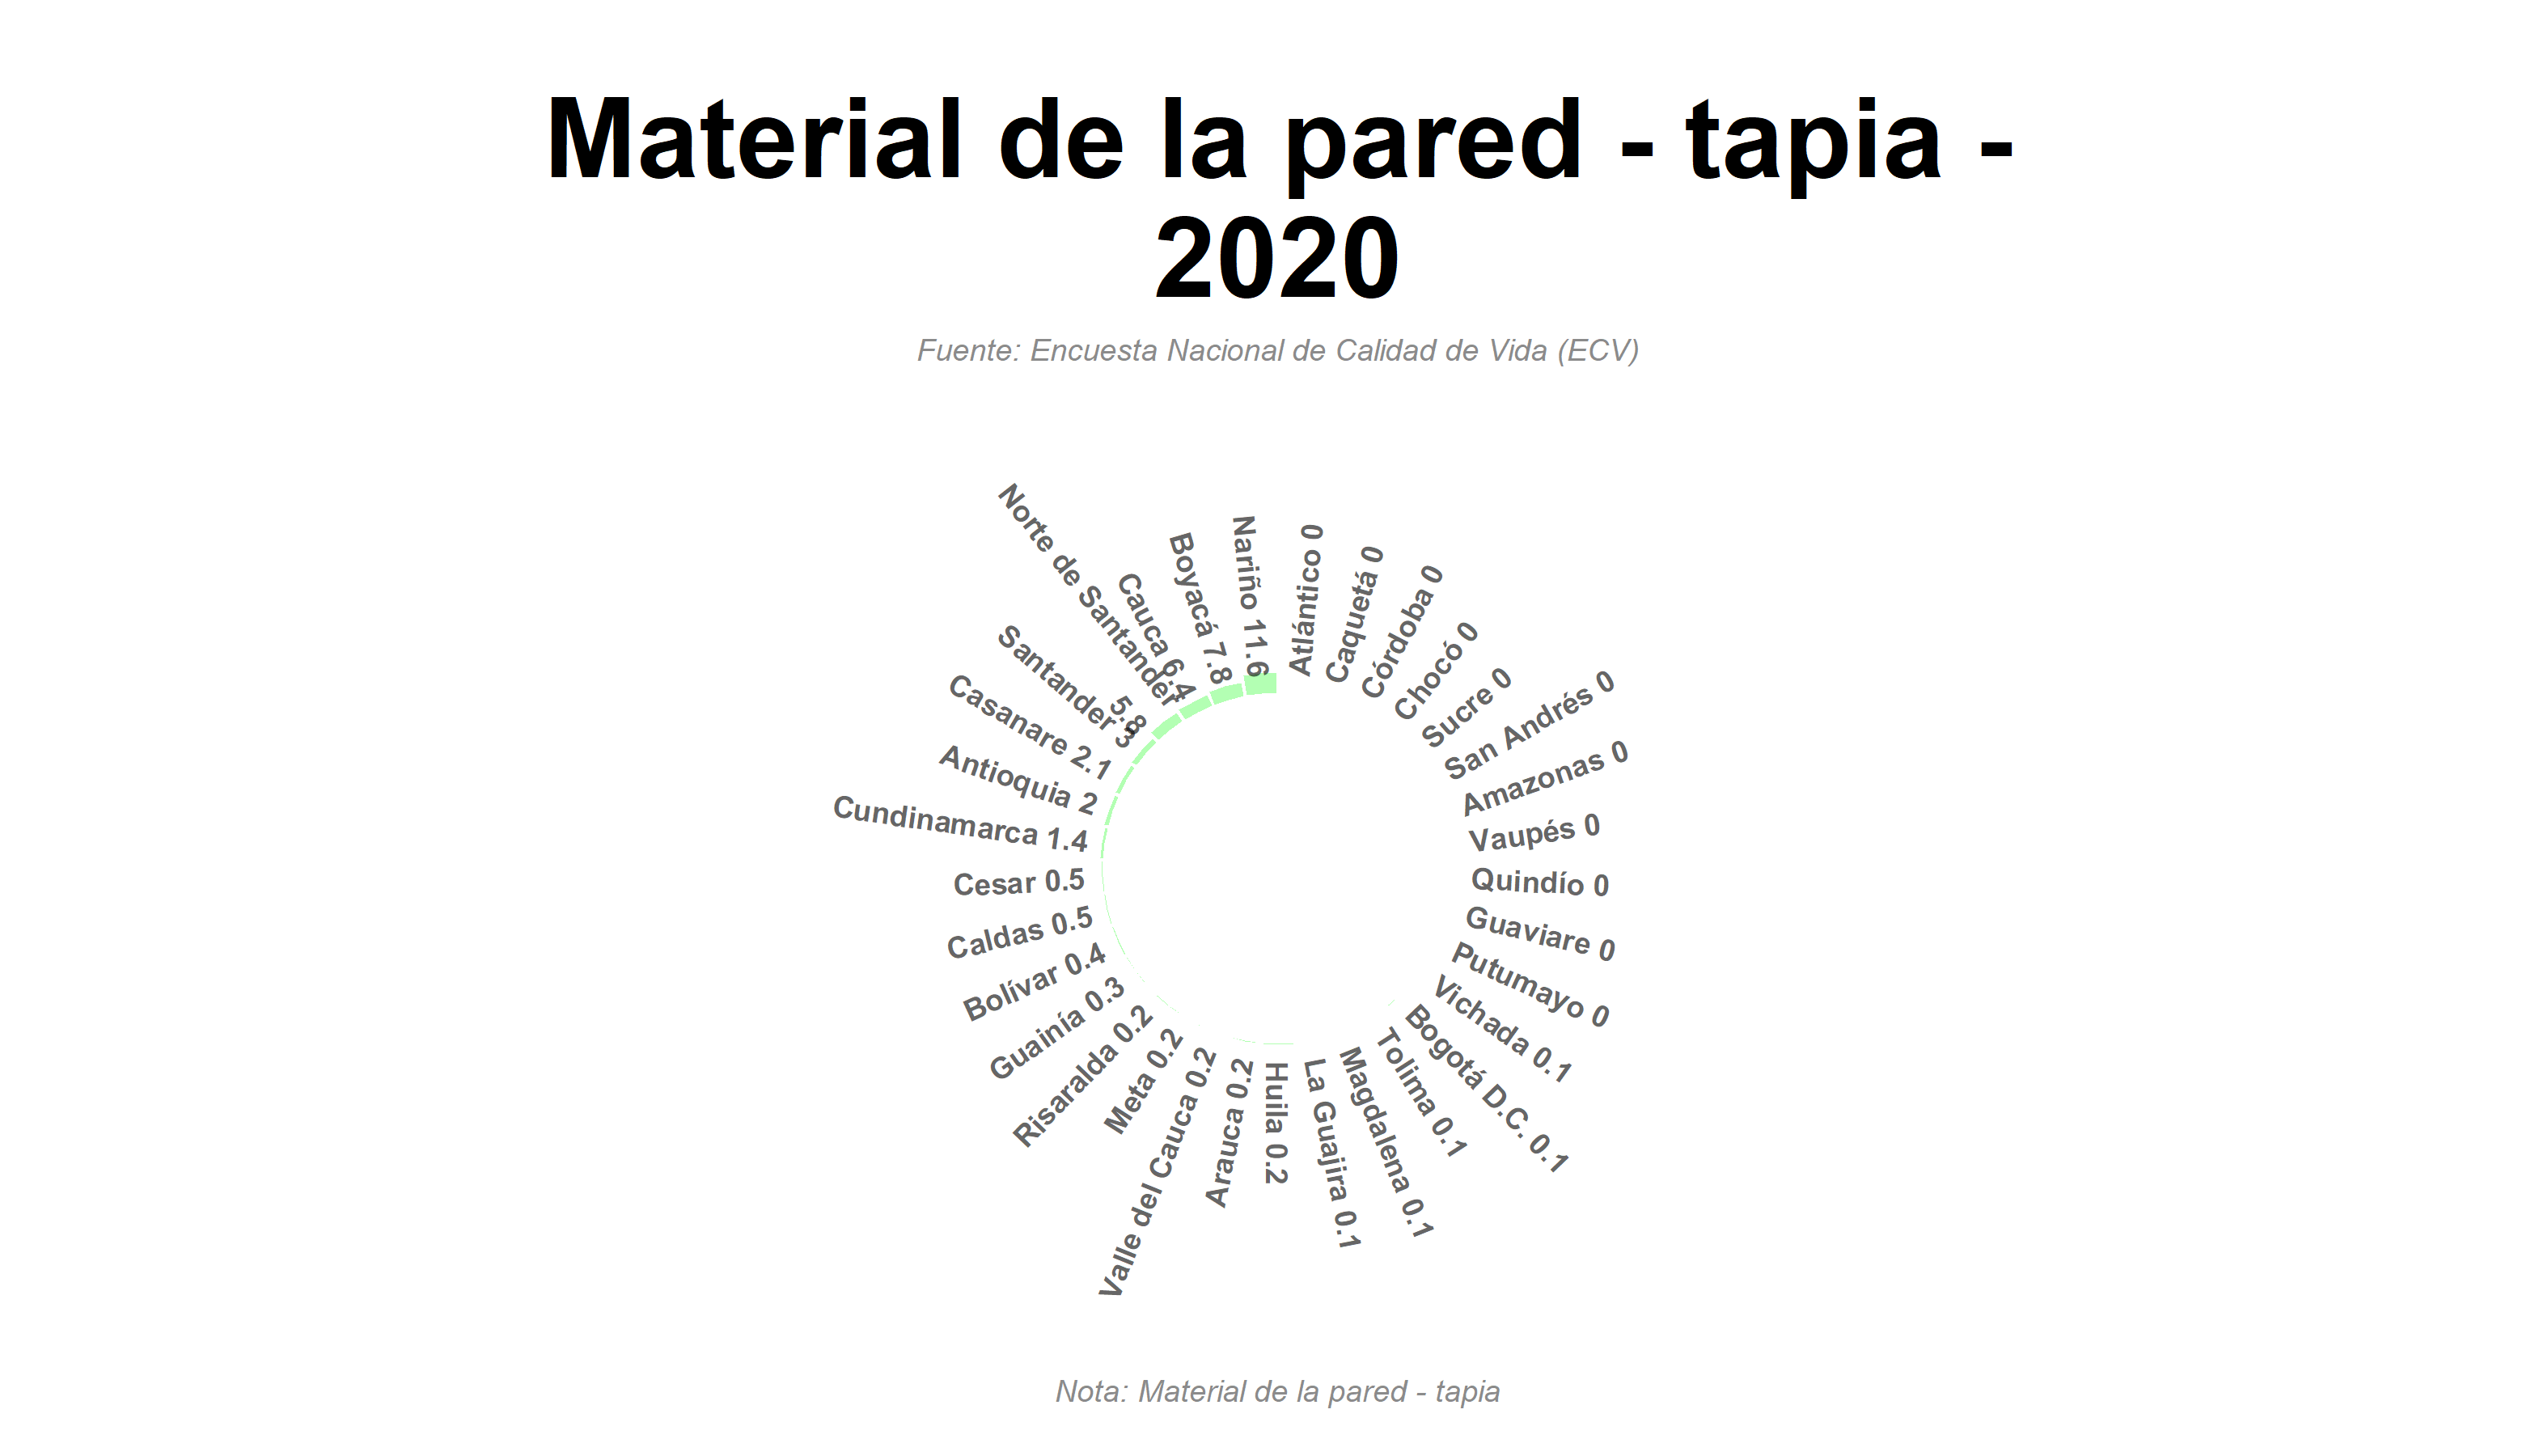 Material de la pared - tapia -
2020
Fuente: Encuesta Nacional de Calidad de Vida (ECV)
Atlántico 0
Caquetá 0
Córdoba 0
Chocó 0
Sucre 0
San Andrés 0
Amazonas 0
Vaupés 0
Quindío 0
Guaviare 0
Putumayo 0
Vichada 0.1
Bogotá D.C. 0.1
Tolima 0.1
Magdalena 0.1
La Guajira 0.1
Huila 0.2
Arauca 0.2
Valle del Cauca 0.2
Meta 0.2
Risaralda 0.2
Guainía 0.3
Bolívar 0.4
Caldas 0.5
Cesar 0.5
Cundinamarca 1.4
Antioquia 2
Casanare 2.1
Santander 3
Norte de Santander
5.8
Cauca 6.4
Boyacá 7.8
Nariño 11.6
Nota: Material de la pared - tapia